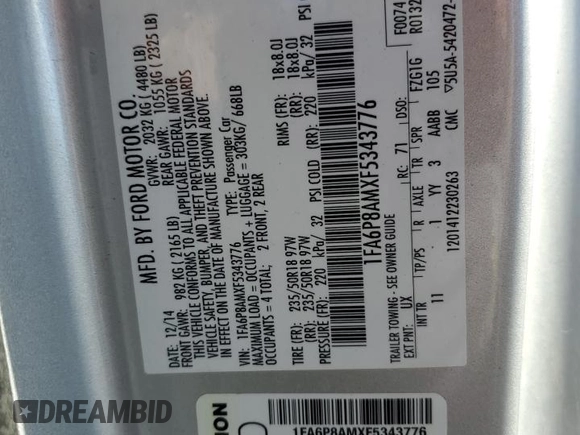 MFD. BY FORD MOTOR CO.
DATE: 12/14 GVWR: 2032 KG (4480 LB)
FRONT GAWR: 982 KG (2165 LB) REAR GAWR: 1055 KG (2325 LB)
THIS VEHICLE CONFORMS TO ALL APPLICABLE FEDERAL MOTOR
VEHICLE SAFETY, BUMPER, AND THEFT PREVENTION STANDARDS
IN EFFECT ON THE DATE OF MANUFACTURE SHOWN ABOVE.
VIN: 1FA6P8AMXF5343776 TYPE: Passenger Car
MAXIMUM LOAD = OCCUPANTS + LUGGAGE = 303KG/ 668LB
OCCUPANTS = 4 TOTAL: 2 FRONT, 2 REAR
TIRE (FR): 235/50R18 97W RIMS (FR): 18x8.0J
(RR): 235/50R18 97W (RR): 18x8.0J
PRESSURE (FR): 220 kPa/ 32 PSI COLD (RR): 220 kPa/ 32 PSI
1FA6P8AMXF5343776
TRAILER TOWING - SEE OWNER GUIDE
F0074
R0132
EXT PNT: UX RC: 71 DSO:
INT TR TP/PS R AXLE TR SPR FZG1G
11 1 YY 3 AABB 105
1201412230263 CMC ▽5U5A-5420472-
ION
1FA6P8AMXF5343776
DREAMBID